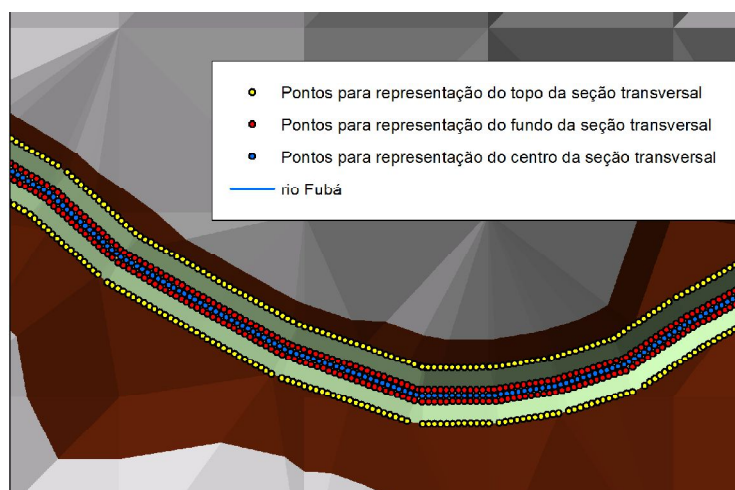 Pontos para representação do topo da seção transversal
Pontos para representação do fundo da seção transversal
Pontos para representação do centro da seção transversal
rio Fubá